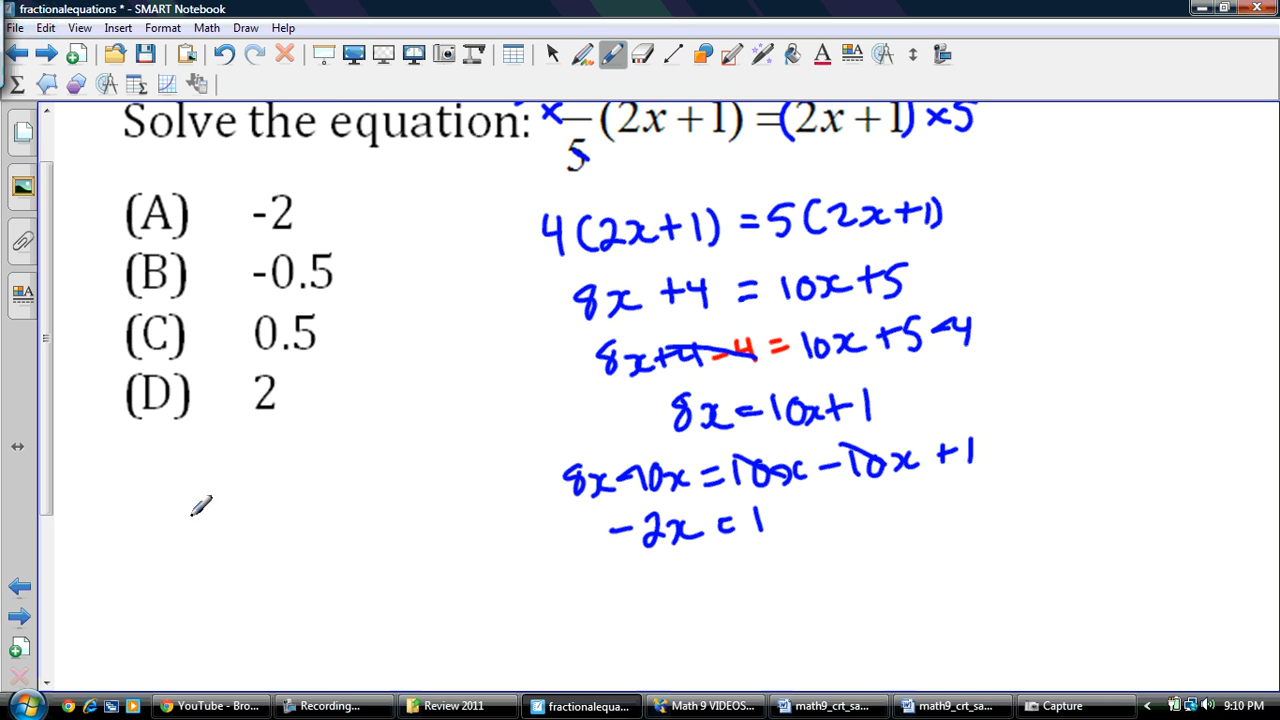 fractionalequations * - SMART Notebook
File Edit View Insert Format Math Draw Help
Solve the equation: ×—5 (2x + 1) = (2x + 1) ×5
(A) -2
(B) -0.5
(C) 0.5
(D) 2
4(2x+1) = 5(2x+1)
8x +4 = 10x+5
8x+4-4 = 10x+5-4
8x=10x+1
8x-10x=10x-10x+1
-2x = 1
YouTube - Bro... Recording... Review 2011 fractionalequa... Math 9 VIDEOS... math9_crt_sa... math9_crt_sa... Capture 9:10 PM